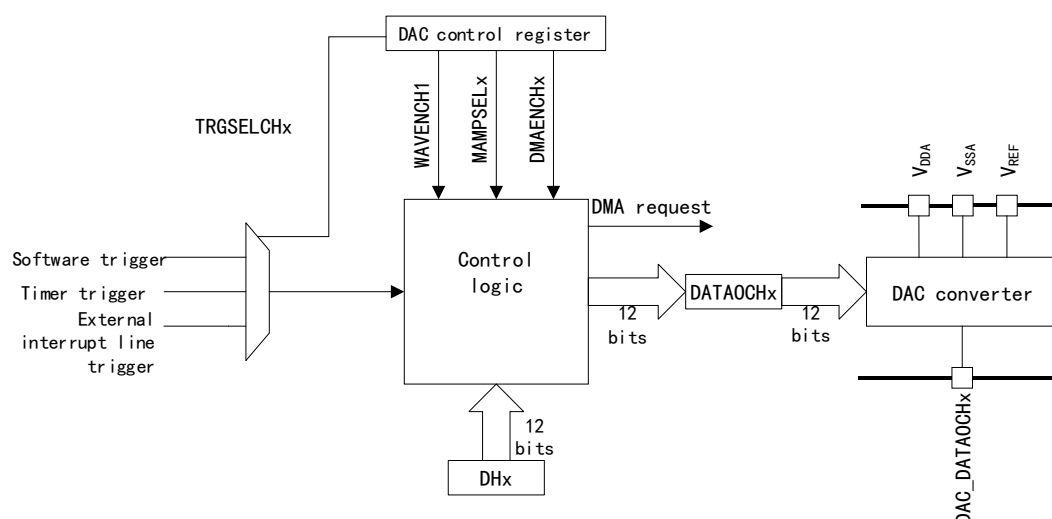 DAC control register
TRGSELCHx
WAVENCH1
MAMPSELx
DMAENCHx
VDDA
VSSA
VREF
DMA request
Software trigger
Timer trigger
External
interrupt line
trigger
Control
logic
DATAOCHx
DAC converter
12
bits
12
bits
12
bits
DHx
DAC_DATAOCHx